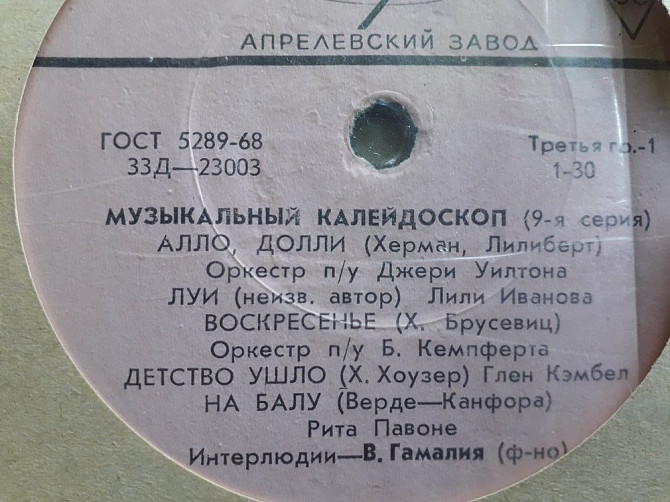 АПРЕЛЕВСКИЙ ЗАВОД
ГОСТ 5289-68 Третья гр.-1
33Д—23003 1-30
МУЗЫКАЛЬНЫЙ КАЛЕЙДОСКОП (9-я серия)
АЛЛО, ДОЛЛИ (Херман, Лилиберт)
Оркестр п/у Джери Уилтона
ЛУИ (неизв. автор) Лили Иванова
ВОСКРЕСЕНЬЕ (Х. Брусевиц)
Оркестр п/у Б. Кемпферта
ДЕТСТВО УШЛО (Х. Хоузер) Глен Кэмбел
НА БАЛУ (Верде—Канфора)
Рита Павоне
Интерлюдии—В. Гамалия (ф-но)